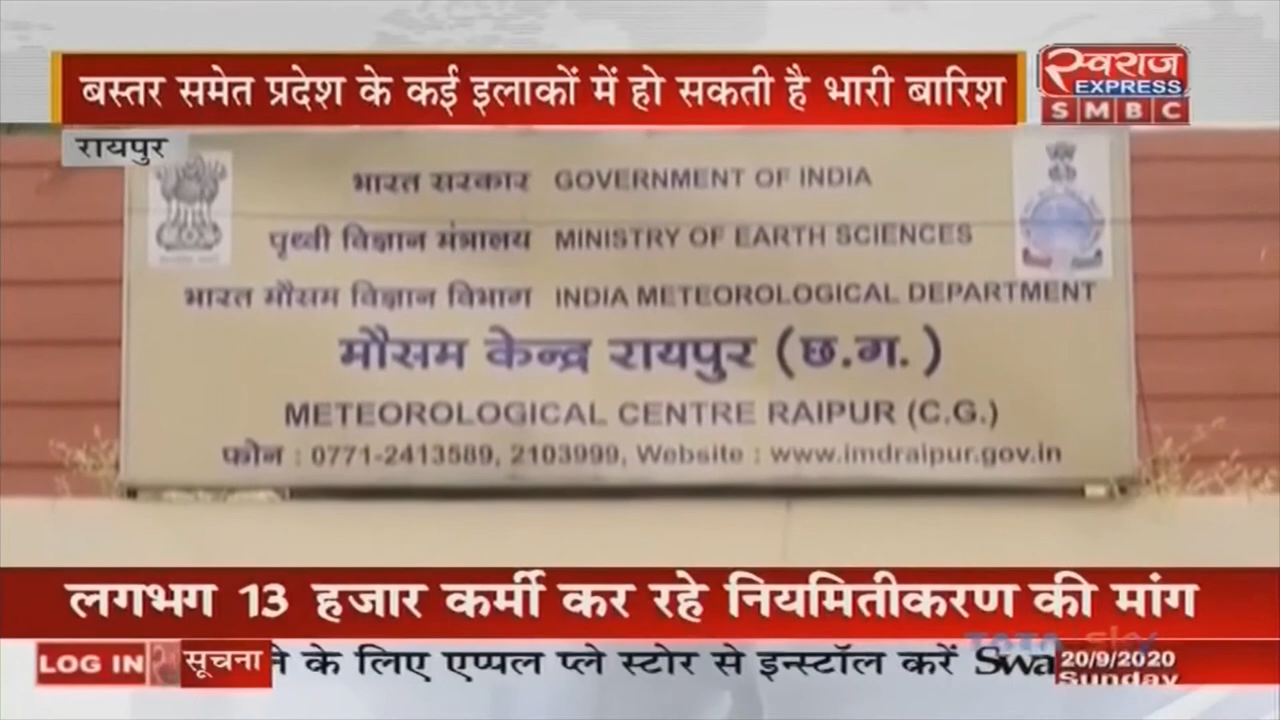 बस्तर समेत प्रदेश के कई इलाकों में हो सकती है भारी बारिश
स्वराज
EXPRESS
SMBC
रायपुर
भारत सरकार GOVERNMENT OF INDIA
पृथ्वी विज्ञान मंत्रालय MINISTRY OF EARTH SCIENCES
भारत मौसम विज्ञान विभाग INDIA METEOROLOGICAL DEPARTMENT
मौसम केन्द्र रायपुर (छ.ग.)
METEOROLOGICAL CENTRE RAIPUR (C.G.)
फोन : 0771-2413589, 2103999, Website : www.imdraipur.gov.in
लगभग 13 हजार कर्मी कर रहे नियमितीकरण की मांग
TATA sky
LOG IN सूचना के लिए एप्पल प्ले स्टोर से इन्स्टॉल करें Swa
20/9/2020
Sunday